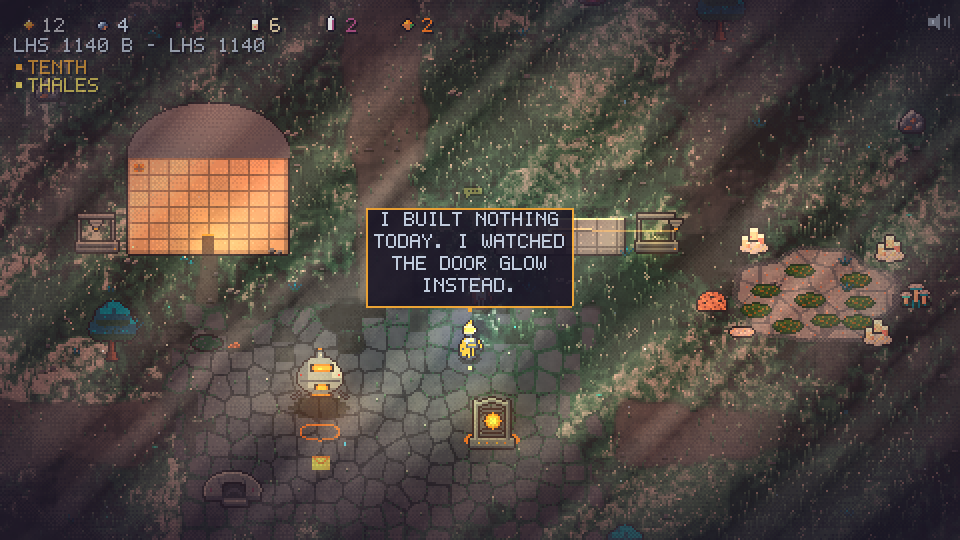 12 4 6 2 2
LHS 1140 B - LHS 1140
TENTH
THALES
I BUILT NOTHING
TODAY. I WATCHED
THE DOOR GLOW
INSTEAD.